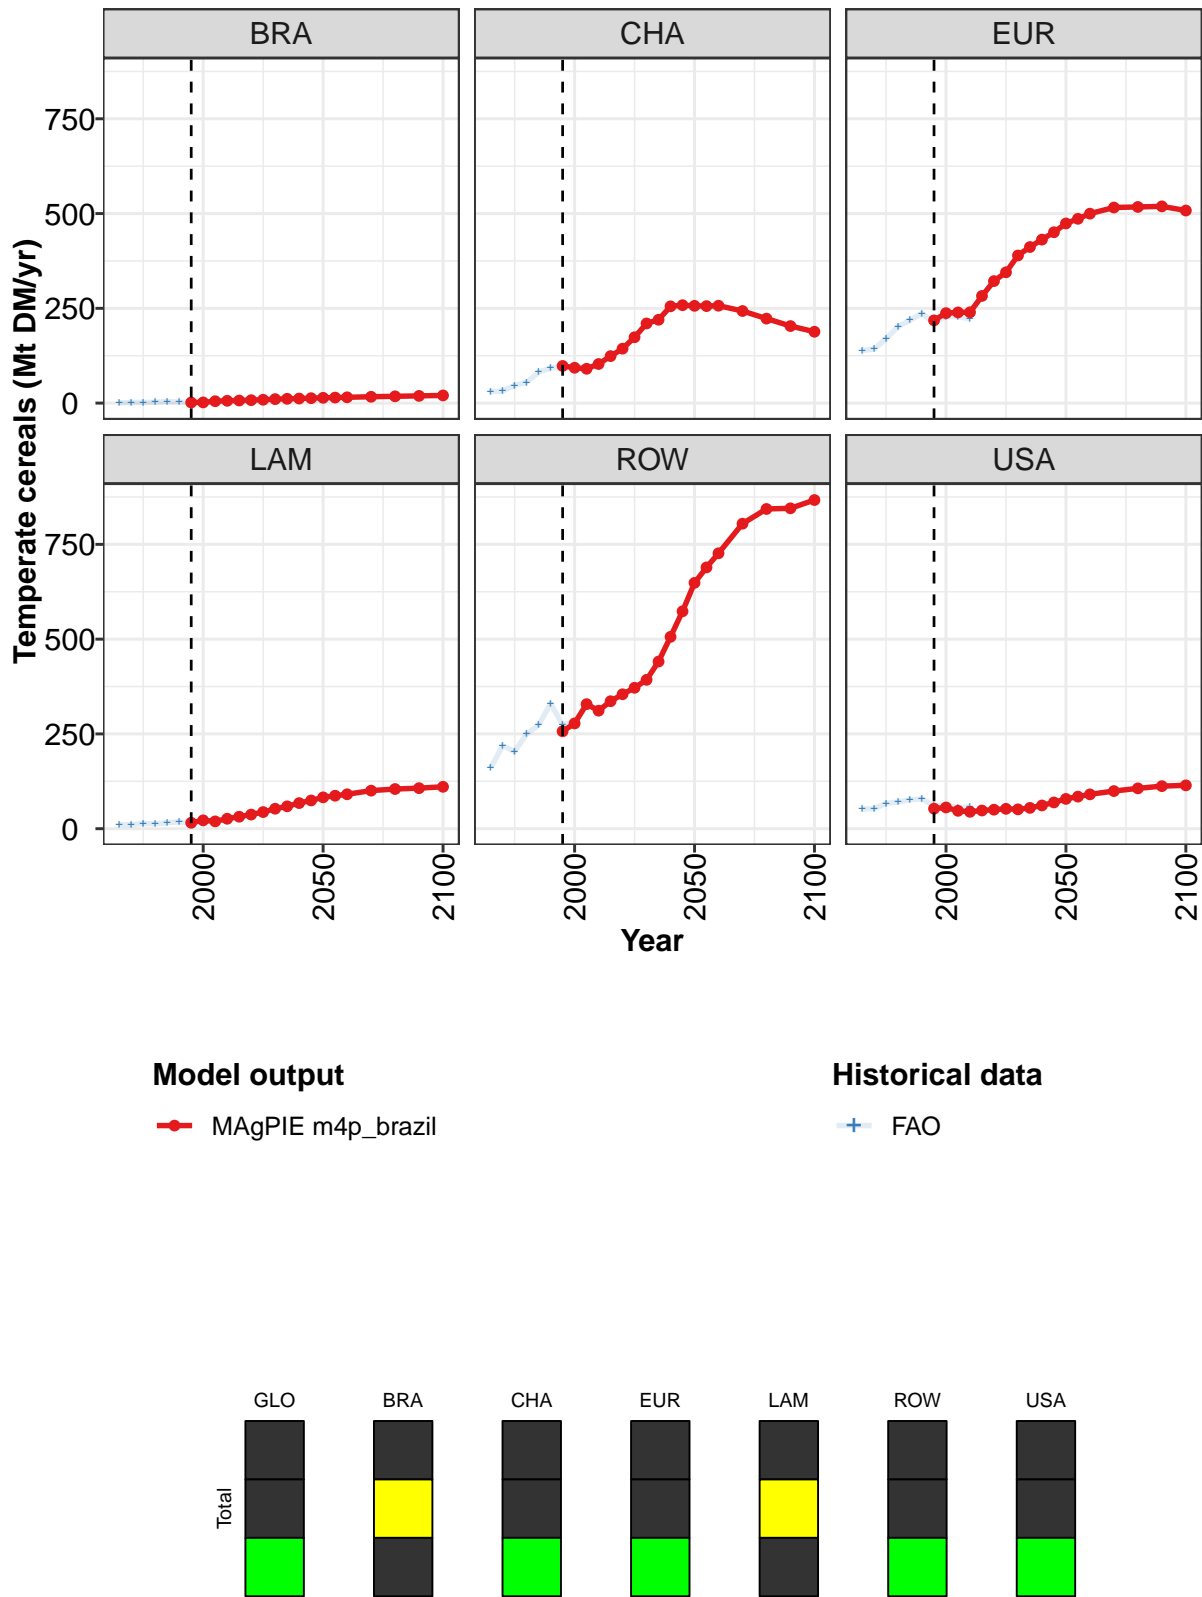 BRA
CHA
EUR
750
500
250
0
Temperate cereals (Mt DM/yr)
LAM
ROW
USA
750
500
250
0
2000
2050
2100
2000
2050
2100
2000
2050
2100
Year
Model output
Historical data
MAgPIE m4p_brazil
FAO
GLO
BRA
CHA
EUR
LAM
ROW
USA
Total